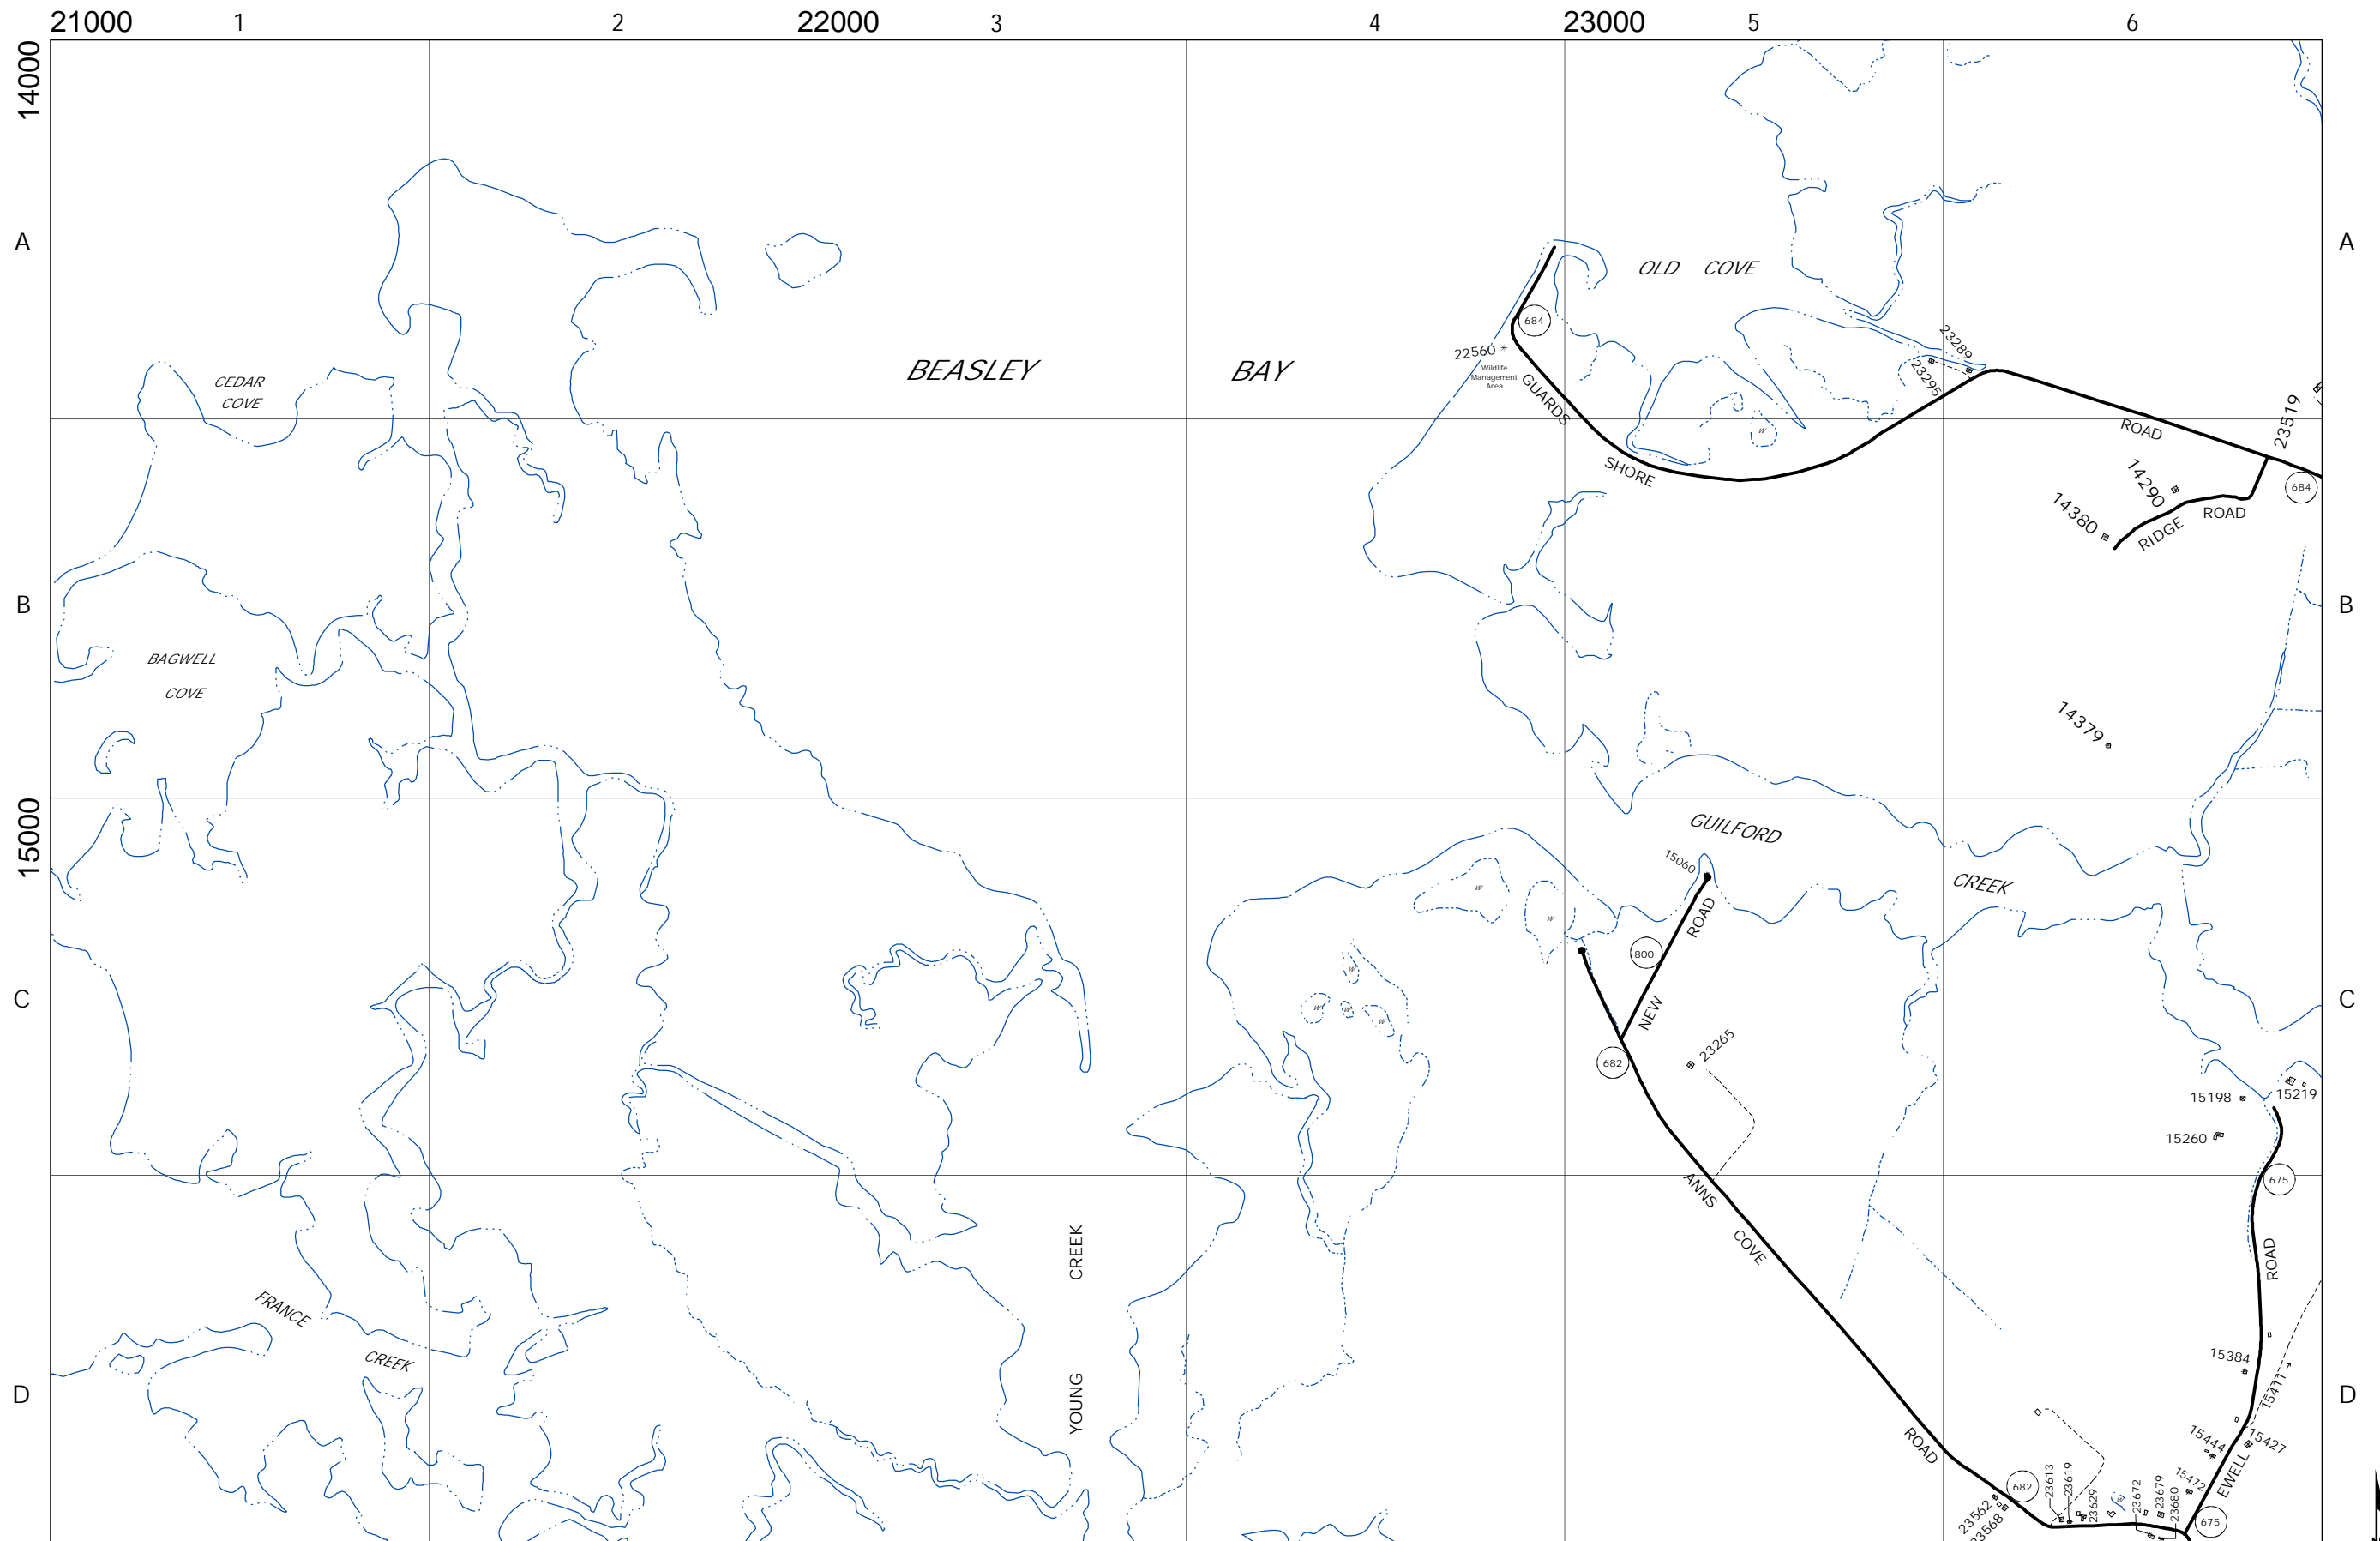 21000 1 2 22000 3 4 23000 5 6
14000
A
A
OLD COVE
684
23289
22560
Wildlife
Management
Area
BEASLEY BAY
23295
CEDAR
COVE
GUARDS
23519
ROAD
SHORE
14290
684
14380
ROAD
RIDGE
W
B
B
BAGWELL
COVE
14379
15000
GUILFORD
15060
CREEK
W
W
ROAD
800
W
C
C
W
W
W
NEW
23265
682
15198
15219
15260
675
ANNS
COVE
CREEK
ROAD
FRANCE
CREEK
15384
15411
YOUNG
D
D
ROAD
15444
15427
EWELL
15472
682
23613
23619
23629
W
23672
23679
23680
23562
23568
675